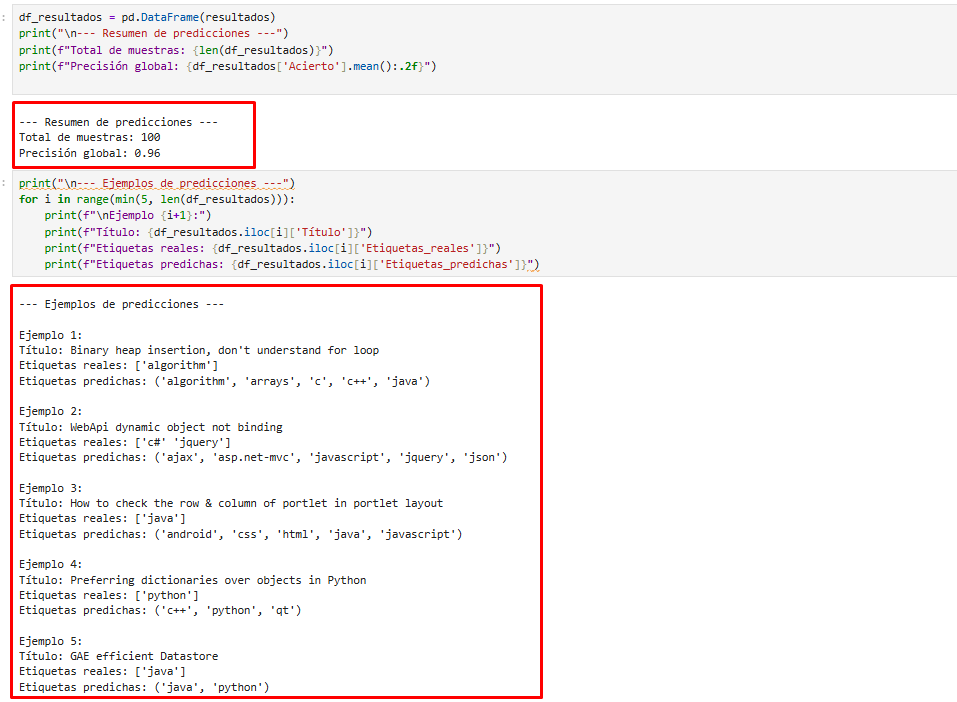 df_resultados = pd.DataFrame(resultados)
print("\n--- Resumen de predicciones ---")
print(f"Total de muestras: {len(df_resultados)}")
print(f"Precisión global: {df_resultados['Acierto'].mean():.2f}")
--- Resumen de predicciones ---
Total de muestras: 100
Precisión global: 0.96
print("\n--- Ejemplos de predicciones ---")
for i in range(min(5, len(df_resultados))):
    print(f"\nEjemplo {i+1}:")
    print(f"Título: {df_resultados.iloc[i]['Título']}")
    print(f"Etiquetas reales: {df_resultados.iloc[i]['Etiquetas_reales']}")
    print(f"Etiquetas predichas: {df_resultados.iloc[i]['Etiquetas_predichas']}")
--- Ejemplos de predicciones ---
Ejemplo 1:
Título: Binary heap insertion, don't understand for loop
Etiquetas reales: ['algorithm']
Etiquetas predichas: ('algorithm', 'arrays', 'c', 'c++', 'java')
Ejemplo 2:
Título: WebApi dynamic object not binding
Etiquetas reales: ['c#' 'jquery']
Etiquetas predichas: ('ajax', 'asp.net-mvc', 'javascript', 'jquery', 'json')
Ejemplo 3:
Título: How to check the row & column of portlet in portlet layout
Etiquetas reales: ['java']
Etiquetas predichas: ('android', 'css', 'html', 'java', 'javascript')
Ejemplo 4:
Título: Preferring dictionaries over objects in Python
Etiquetas reales: ['python']
Etiquetas predichas: ('c++', 'python', 'qt')
Ejemplo 5:
Título: GAE efficient Datastore
Etiquetas reales: ['java']
Etiquetas predichas: ('java', 'python')